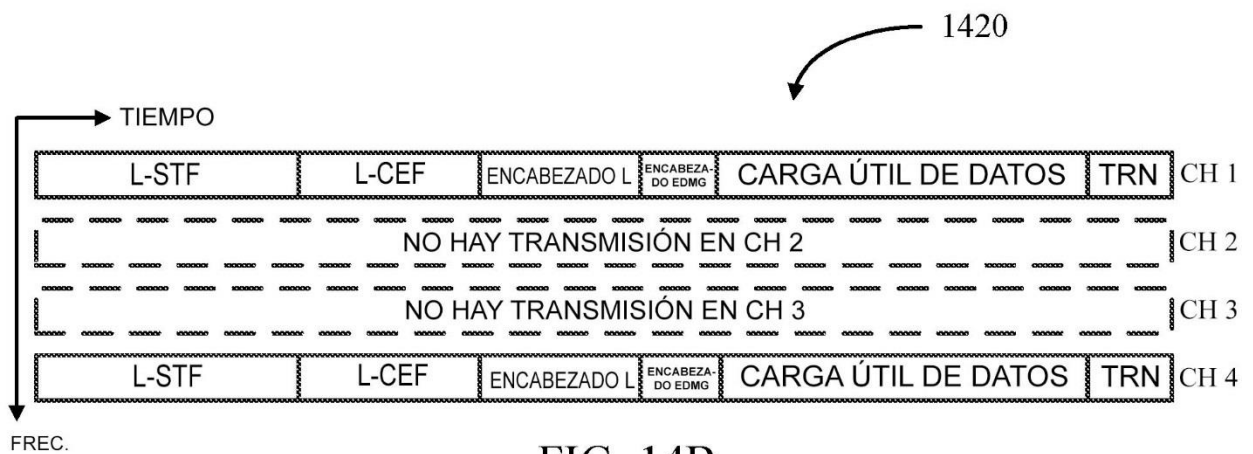 1420
TIEMPO
L-STF L-CEF ENCABEZADO L ENCABEZA-
DO EDMG CARGA ÚTIL DE DATOS TRN CH 1
NO HAY TRANSMISIÓN EN CH 2 CH 2
NO HAY TRANSMISIÓN EN CH 3 CH 3
L-STF L-CEF ENCABEZADO L ENCABEZA-
DO EDMG CARGA ÚTIL DE DATOS TRN CH 4
FREC.